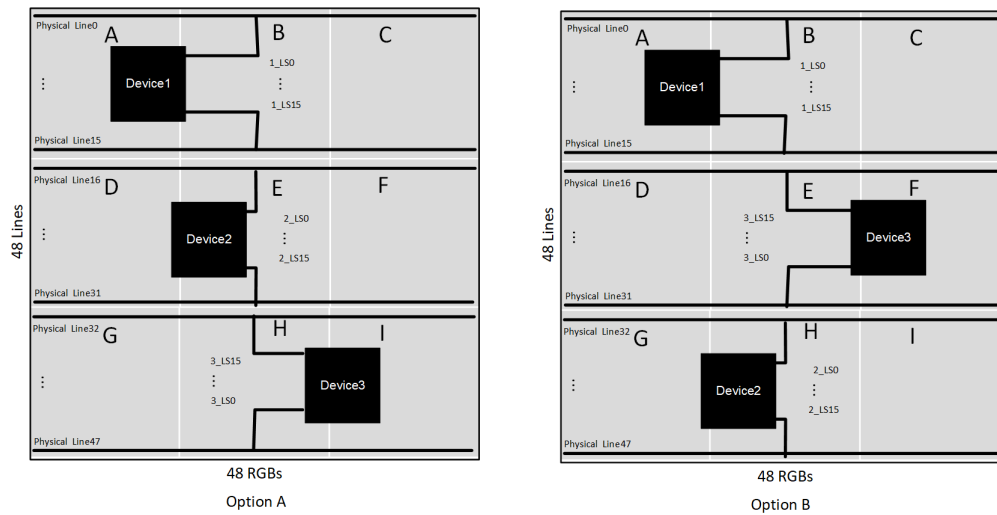 Physical Line0
A
B
C
Device1
1_LS0
⋮
⋮
1_LS15
Physical Line15
Physical Line16
D
E
F
Device2
2_LS0
⋮
⋮
2_LS15
Physical Line31
Physical Line32
G
H
I
Device3
3_LS15
⋮
⋮
3_LS0
Physical Line47
48 Lines
48 RGBs
Option A
Physical Line0
A
B
C
Device1
1_LS0
⋮
⋮
1_LS15
Physical Line15
Physical Line16
D
E
F
Device3
3_LS15
⋮
⋮
3_LS0
Physical Line31
Physical Line32
G
H
I
Device2
2_LS0
⋮
⋮
2_LS15
Physical Line47
48 Lines
48 RGBs
Option B